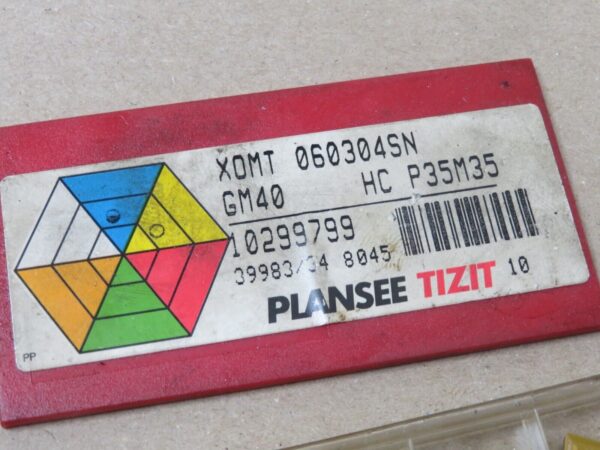 XOMT 060304SN
GM40 HC P35M35
10299799
39983/34 8045
PLANSEE TIZIT 10
PP